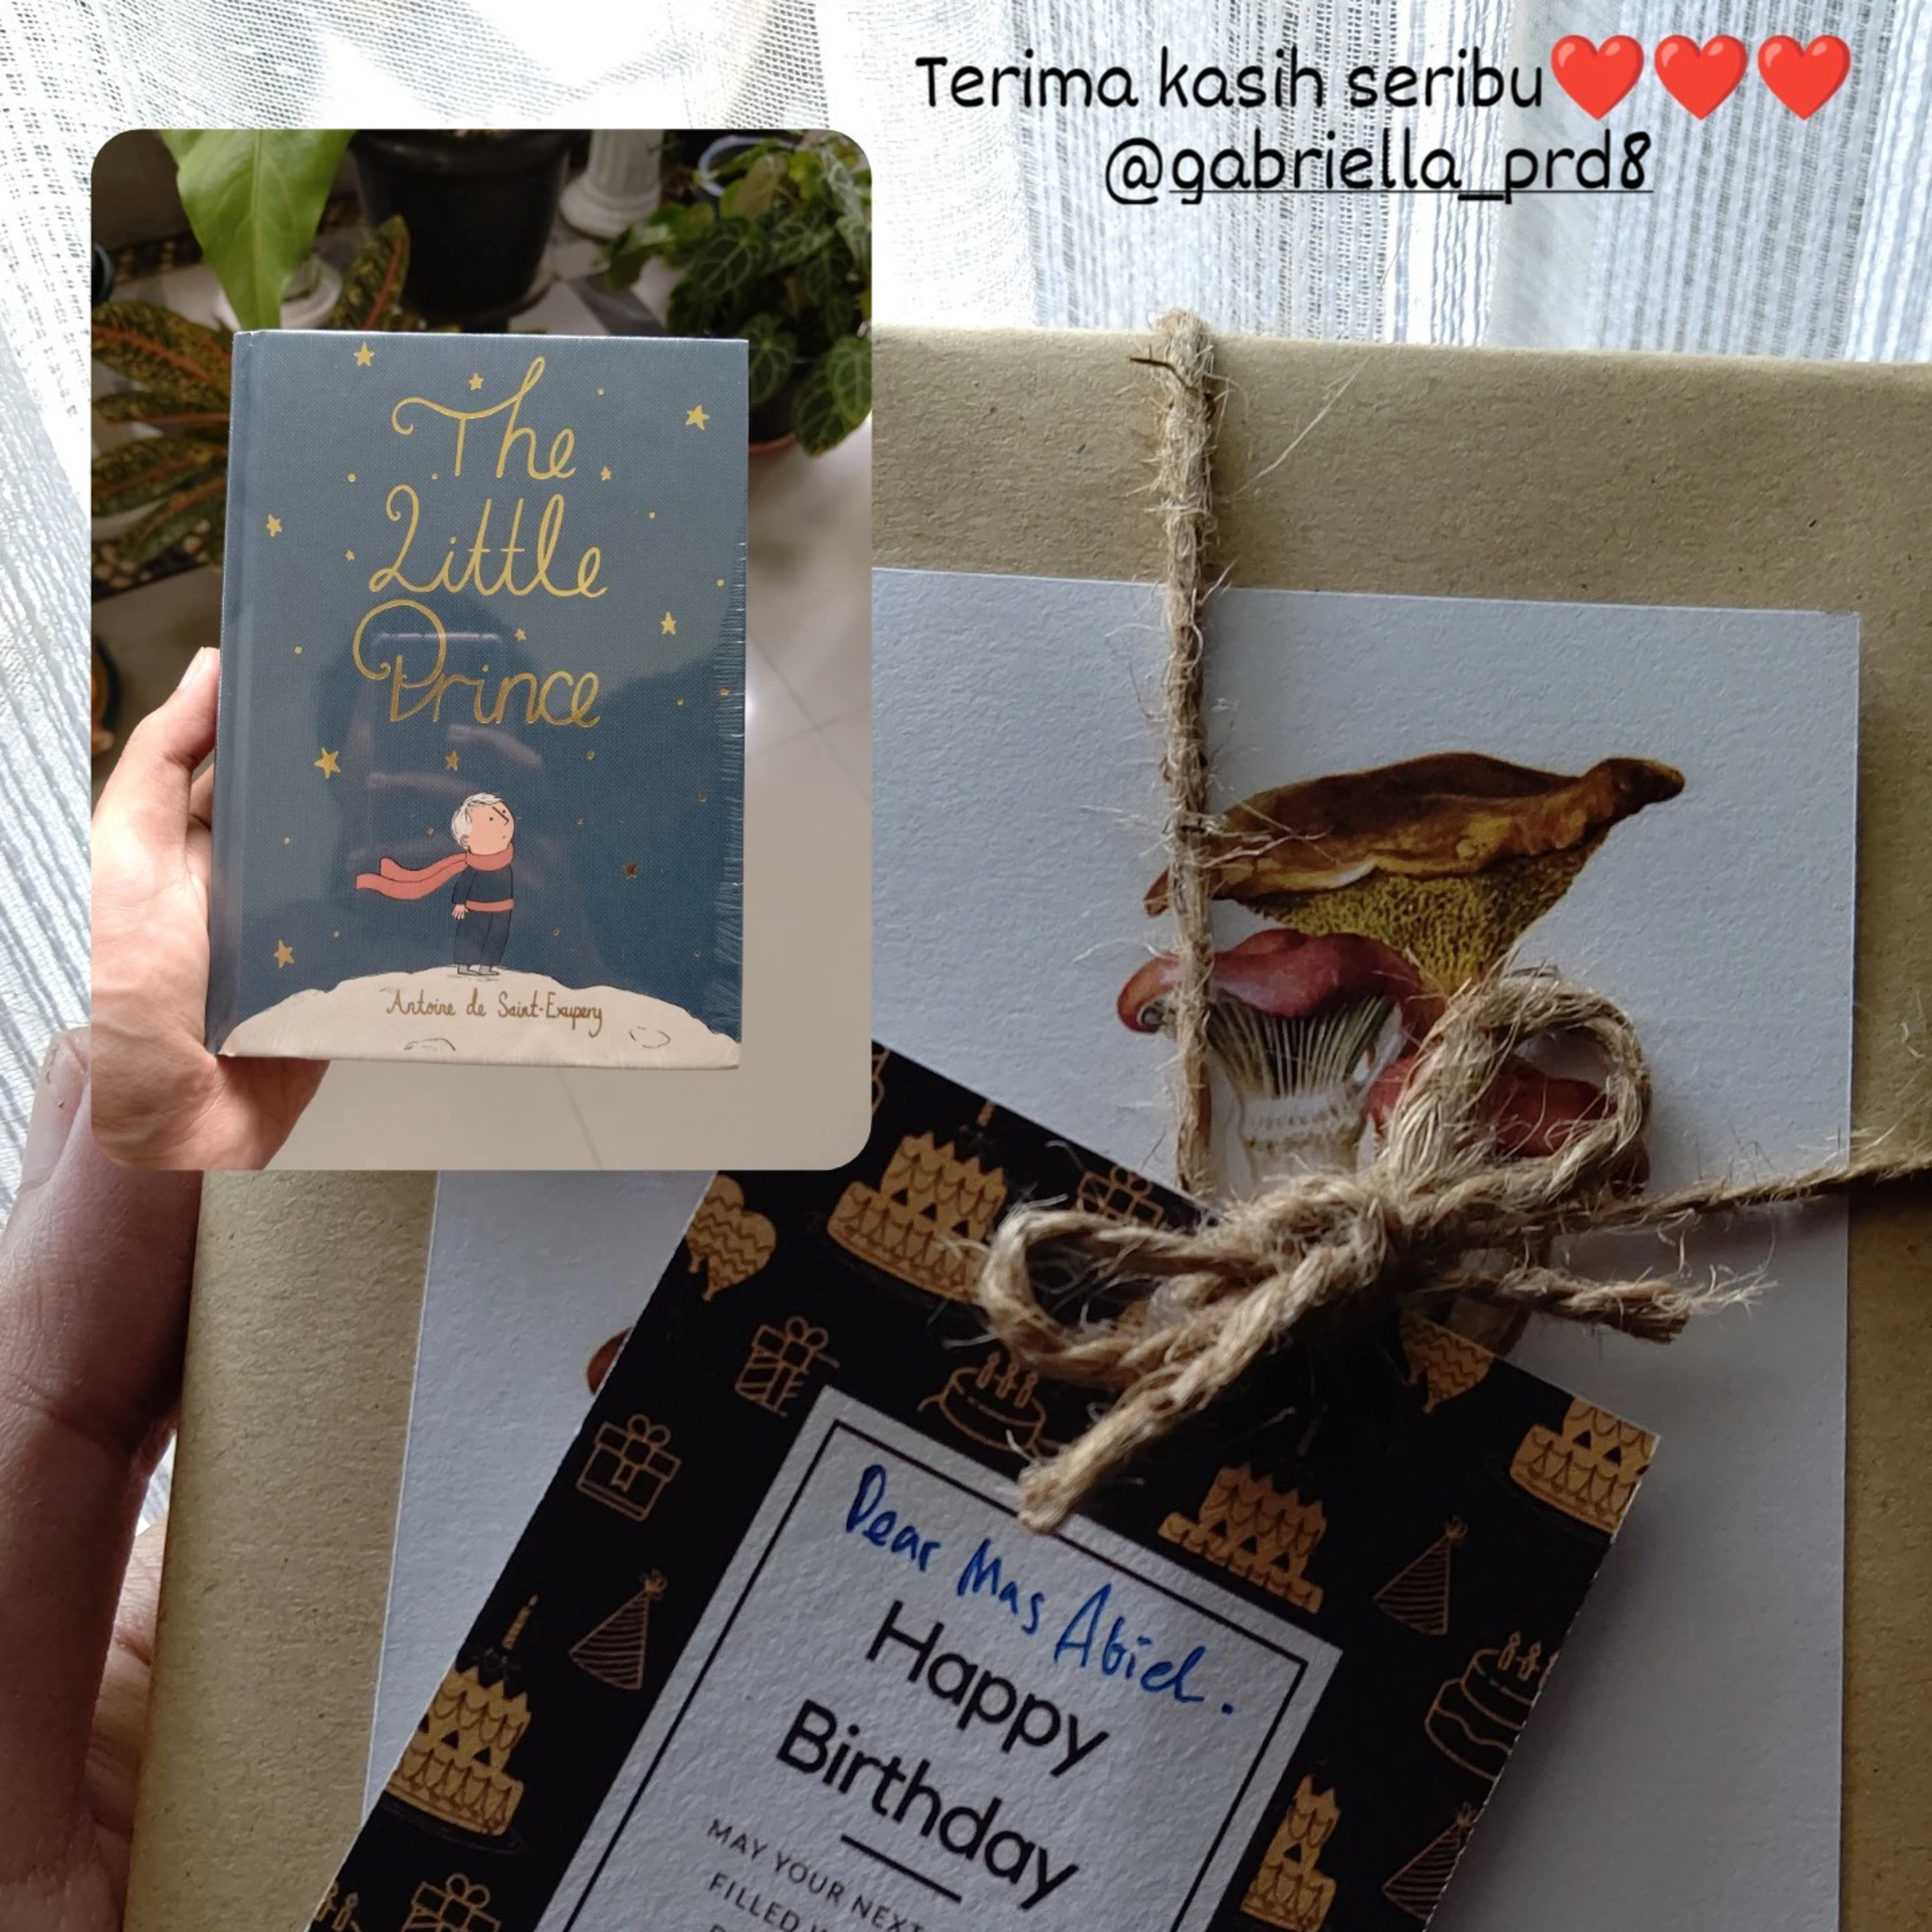 Terima kasih seribu❤️❤️❤️
@gabriella_prd8
The
Little
Prince
Antoine de Saint-Exupery
Dear Mas Abiel.
Happy
Birthday
MAY YOUR NEXT
FILLED